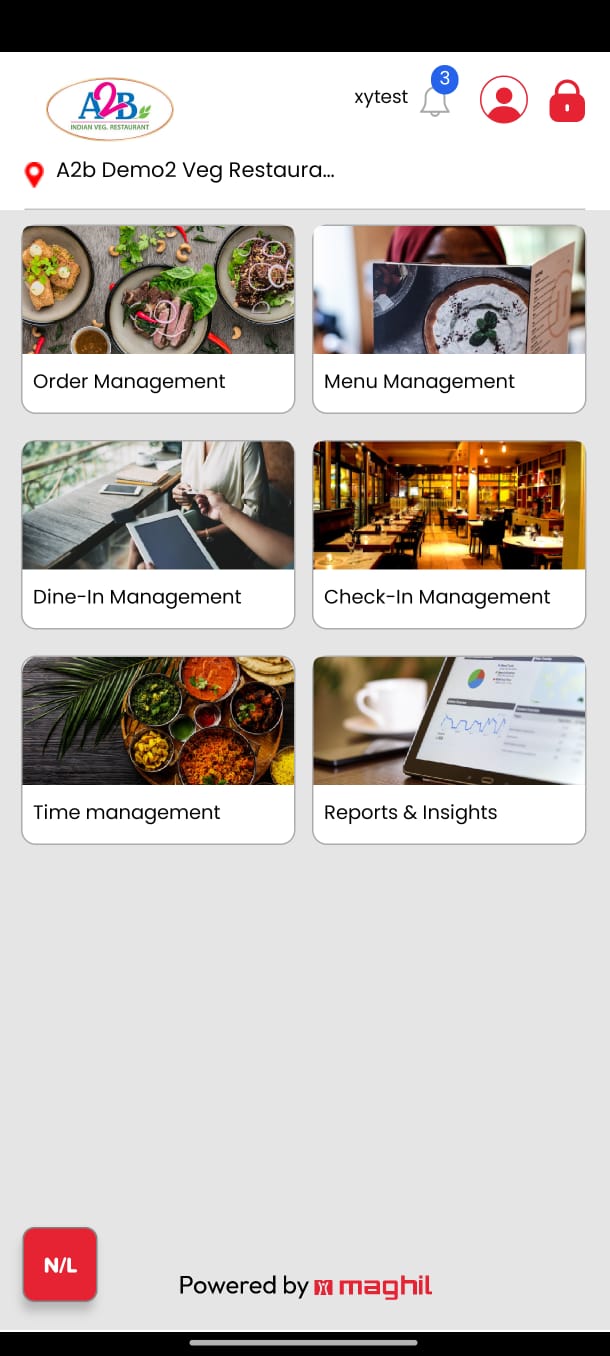 A2B
INDIAN VEG. RESTAURANT
xytest
3
A2b Demo2 Veg Restaura...
Order Management
Menu Management
Dine-In Management
Check-In Management
Time management
Reports & Insights
N/L
Powered by maghil